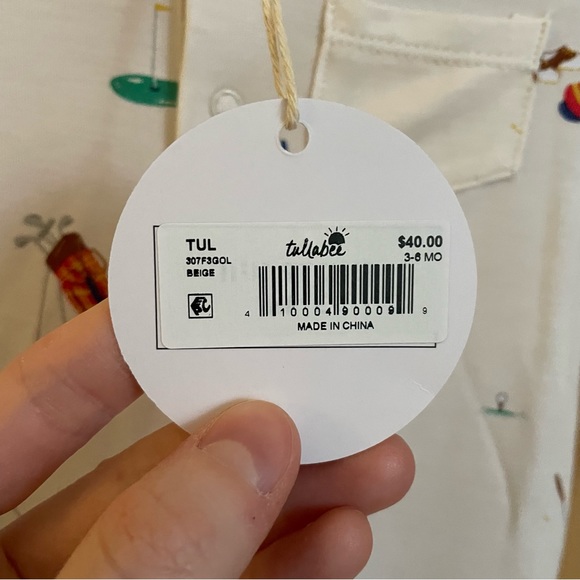 TUL
307F3GOL
BEIGE
tullabee
$40.00
3-6 MO
4 10004 90009 9
MADE IN CHINA